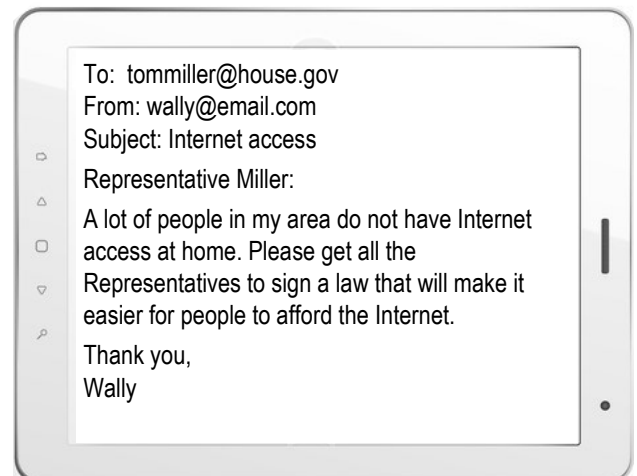 To: tommiller@house.gov
From: wally@email.com
Subject: Internet access
Representative Miller:
A lot of people in my area do not have Internet
access at home. Please get all the
Representatives to sign a law that will make it
easier for people to afford the Internet.
Thank you,
Wally